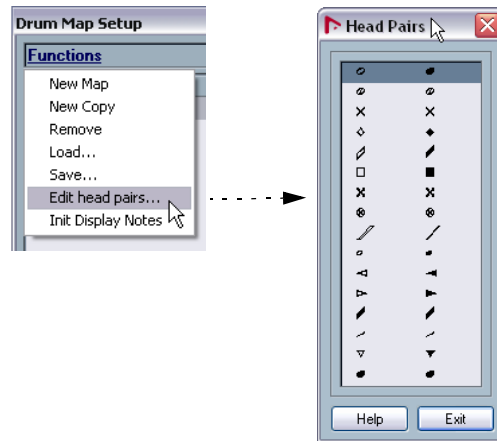 Drum Map Setup
Functions
New Map
New Copy
Remove
Load...
Save...
Edit head pairs...
Init Display Notes
Head Pairs
Help
Exit